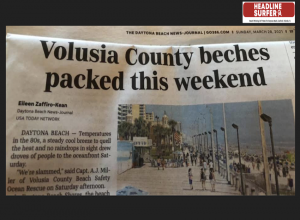 HEADLINE
SURFER
THE DAYTONA BEACH NEWS-JOURNAL | SUNDAY, MARCH 28, 2021
Volusia County beches
packed this weekend
Eileen Zaffiro-Kean
Daytona Beach News-Journal
USA TODAY NETWORK
DAYTONA BEACH — Temperatures
in the 80s, a steady cool breeze to quell
the heat and no raindrops in sight drew
droves of people to the oceanfront Sat-
urday.
"We're slammed," said Capt. A.J. Mil-
ler of Volusia County Beach Safety
Ocean Rescue on Saturday afternoon.